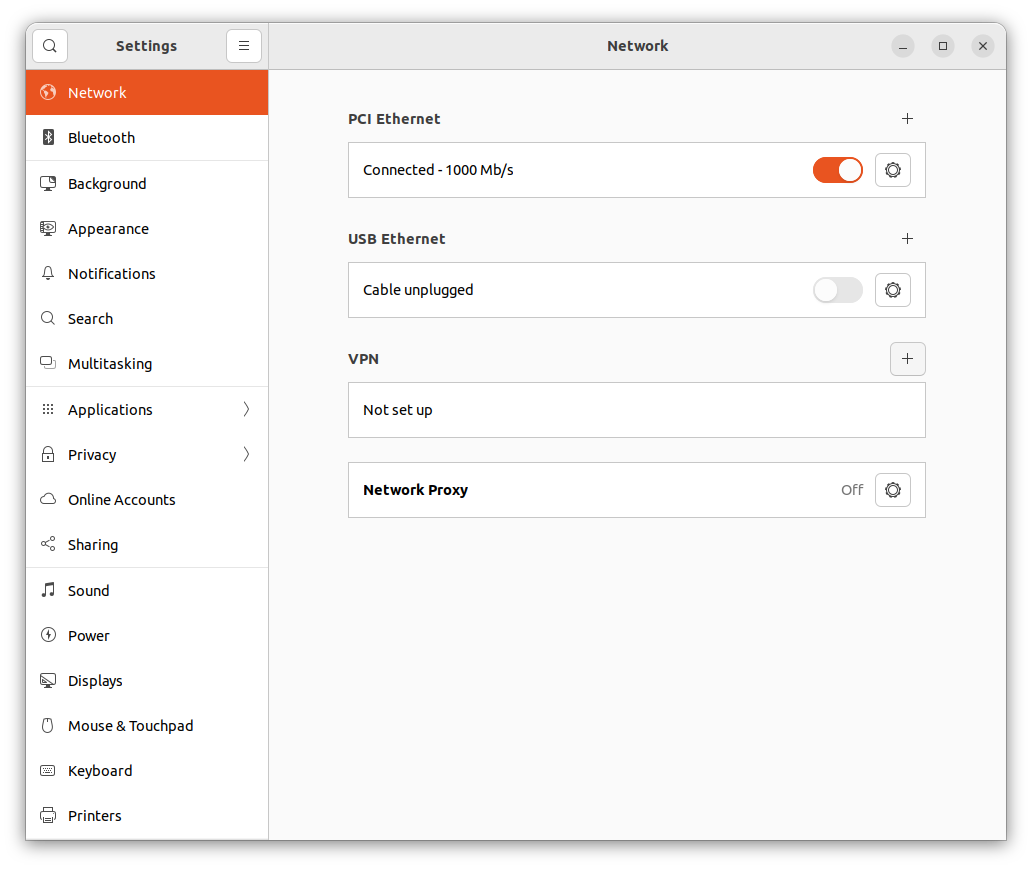 Settings
Network
Network
Bluetooth
Background
Appearance
Notifications
Search
Multitasking
Applications
Privacy
Online Accounts
Sharing
Sound
Power
Displays
Mouse & Touchpad
Keyboard
Printers
PCI Ethernet
Connected - 1000 Mb/s
USB Ethernet
Cable unplugged
VPN
Not set up
Network Proxy Off